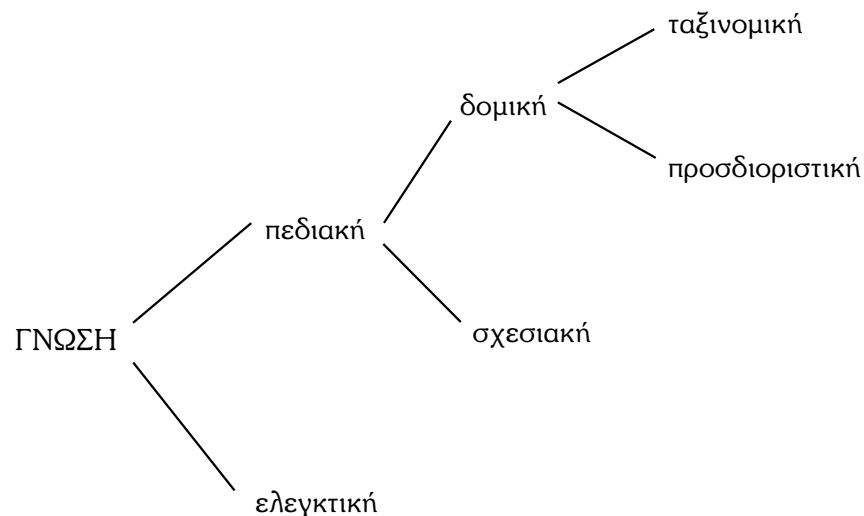 ταξινομική
δομική
προσδιοριστική
πεδιακή
σχεσιακή
ΓΝΩΣΗ
ελεγκτική